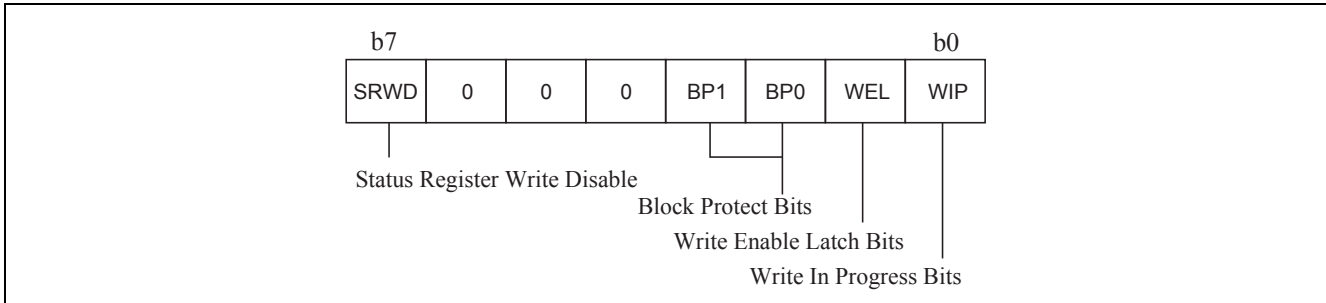 b7 b0
SRWD 0 0 0 BP1 BP0 WEL WIP
Status Register Write Disable
Block Protect Bits
Write Enable Latch Bits
Write In Progress Bits